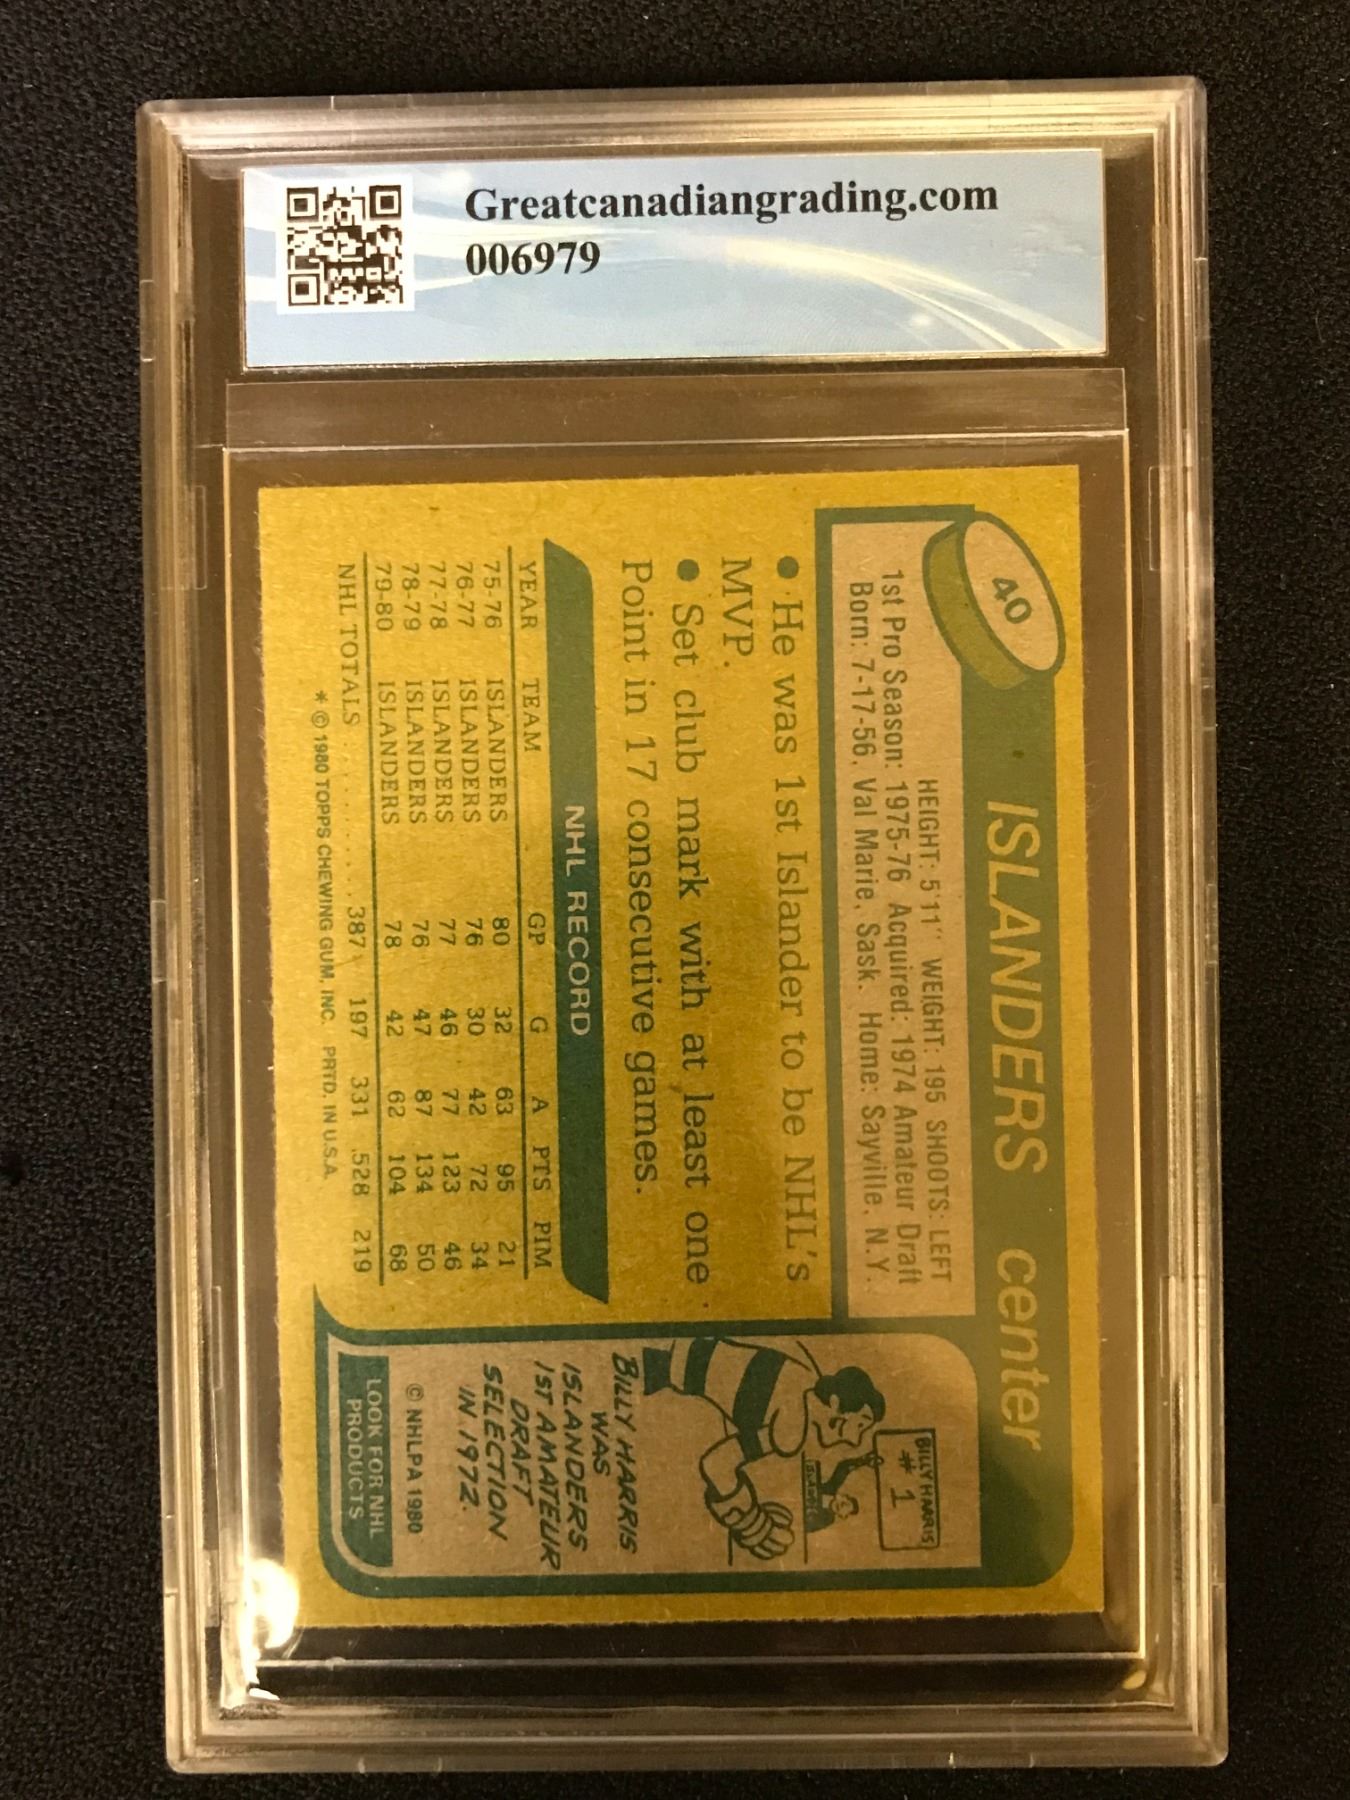 Greatcanadiangrading.com
006979
40
ISLANDERS center
HEIGHT: 5'11" WEIGHT: 195 SHOOTS: LEFT
1st Pro Season: 1975-76 Acquired: 1974 Amateur Draft
Born: 7-17-56, Val Marie, Sask. Home: Sayville, N.Y.
• He was 1st Islander to be NHL's
MVP.
• Set club mark with at least one
Point in 17 consecutive games.
NHL RECORD
YEAR TEAM GP G A PTS PIM
75-76 ISLANDERS 80 32 63 95 21
76-77 ISLANDERS 76 30 42 72 34
77-78 ISLANDERS 77 46 77 123 46
78-79 ISLANDERS 76 47 87 134 50
79-80 ISLANDERS 78 42 62 104 68
NHL TOTALS ........... 387 197 331 528 219
* © 1980 TOPPS CHEWING GUM, INC. PRTD. IN U.S.A.
BILLY HARRIS
# 1
BILLY HARRIS
WAS
ISLANDERS
1ST AMATEUR
DRAFT
SELECTION
IN 1972.
© NHLPA 1980
LOOK FOR NHL
PRODUCTS